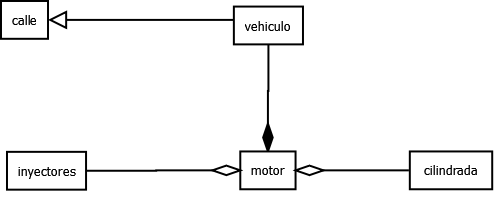 calle
vehiculo
inyectores
motor
cilindrada